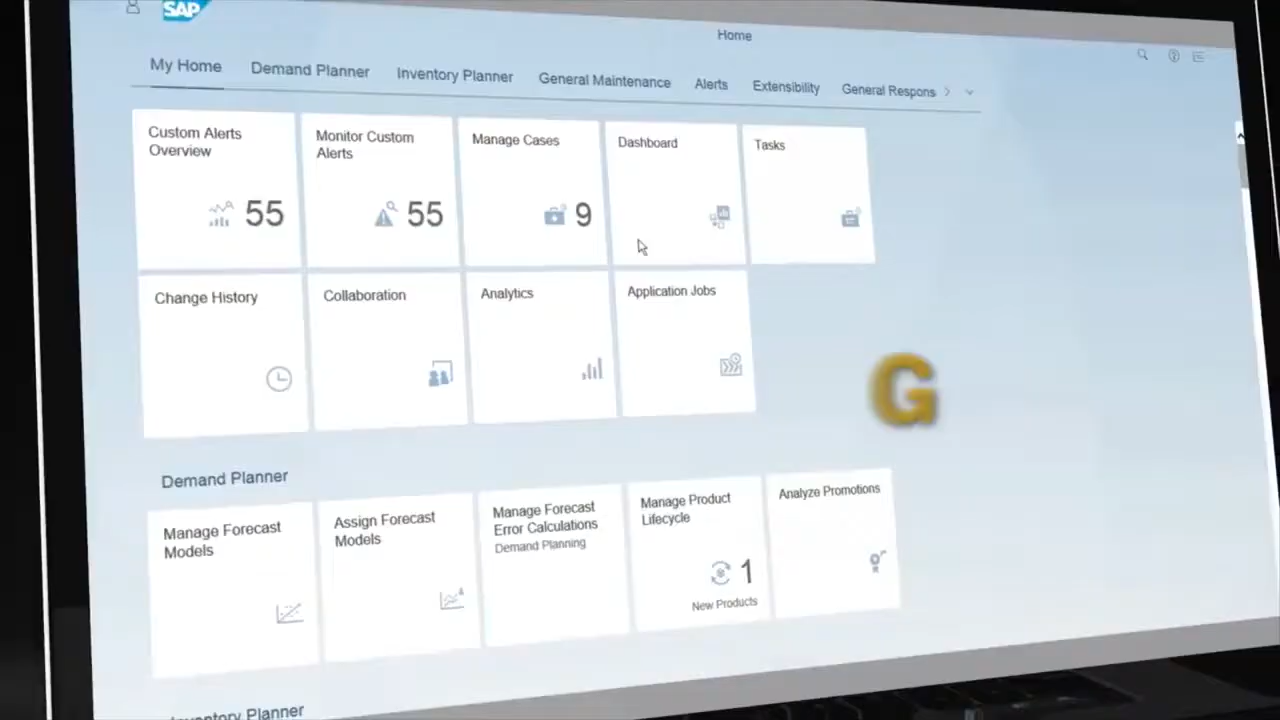 SAP
Home
My Home
Demand Planner
Inventory Planner
General Maintenance
Alerts
Extensibility
General Respons
Custom Alerts
Overview
55
Monitor Custom
Alerts
55
Manage Cases
9
Dashboard
Tasks
Change History
Collaboration
Analytics
Application Jobs
G
Demand Planner
Manage Forecast
Models
Assign Forecast
Models
Manage Forecast
Error Calculations
Demand Planning
Manage Product
Lifecycle
1
New Products
Analyze Promotions
Inventory Planner